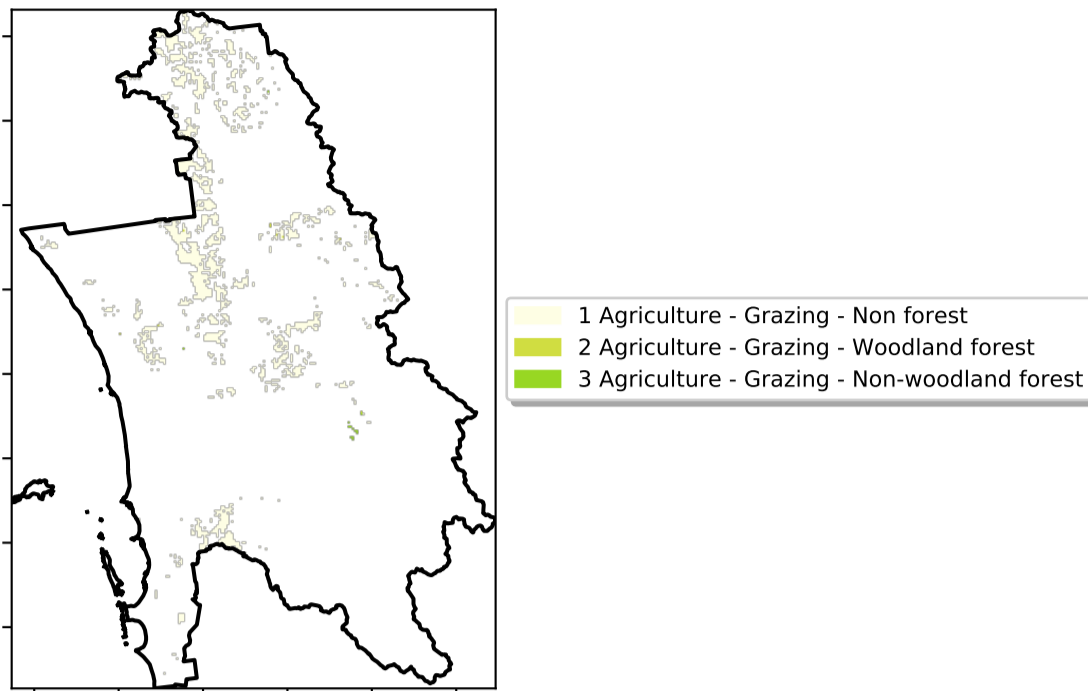 1 Agriculture - Grazing - Non forest
2 Agriculture - Grazing - Woodland forest
3 Agriculture - Grazing - Non-woodland forest